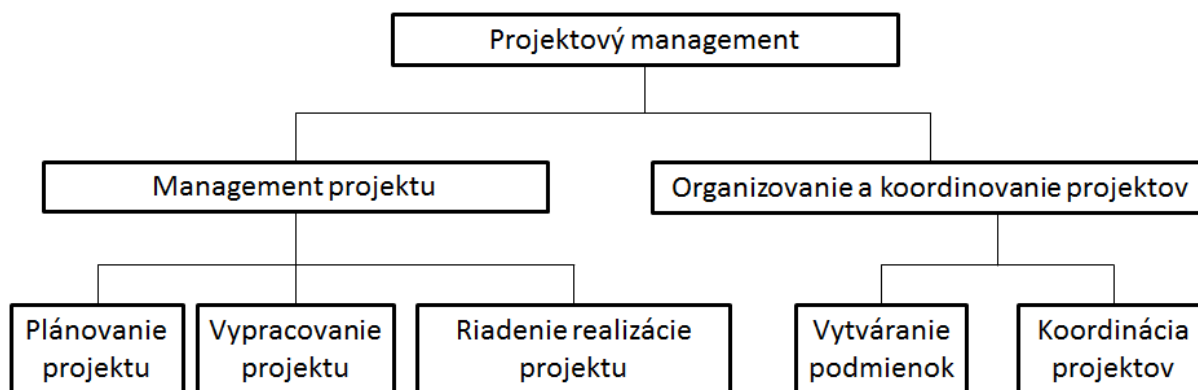 Projektový management
Management projektu
Organizovanie a koordinovanie projektov
Plánovanie
projektu
Vypracovanie
projektu
Riadenie realizácie
projektu
Vytváranie
podmienok
Koordinácia
projektov